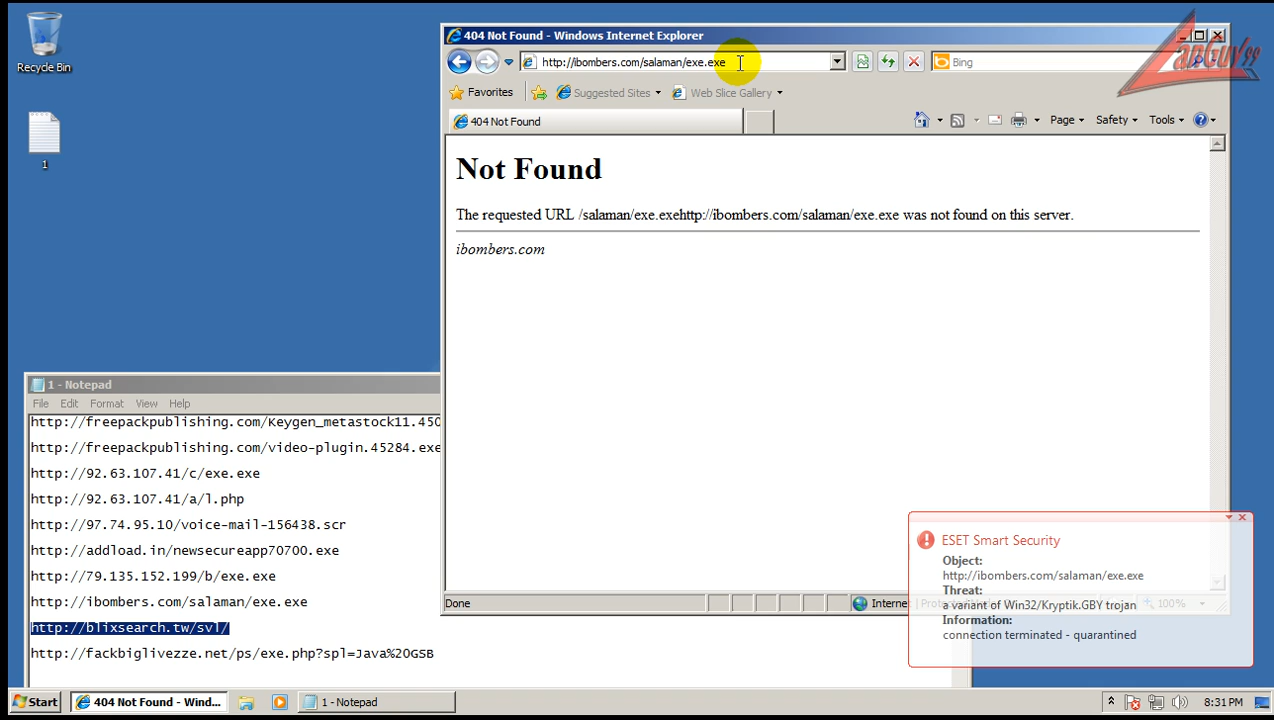 Recycle Bin
1
404 Not Found - Windows Internet Explorer
http://ibombers.com/salaman/exe.exe
Bing
Favorites
Suggested Sites
Web Slice Gallery
404 Not Found
Page
Safety
Tools
Not Found
The requested URL /salaman/exe.exehttp://ibombers.com/salaman/exe.exe was not found on this server.
ibombers.com
1 - Notepad
File Edit Format View Help
http://freepackpublishing.com/Keygen_metastock11.450
http://freepackpublishing.com/video-plugin.45284.exe
http://92.63.107.41/c/exe.exe
http://92.63.107.41/a/l.php
http://97.74.95.10/voice-mail-156438.scr
http://addload.in/newsecureapp70700.exe
http://79.135.152.199/b/exe.exe
http://ibombers.com/salaman/exe.exe
http://blixsearch.tw/svl/
http://fackbiglivezze.net/ps/exe.php?spl=Java%20GSB
ESET Smart Security
Object:
http://ibombers.com/salaman/exe.exe
Threat:
a variant of Win32/Kryptik.GBY trojan
Information:
connection terminated - quarantined
Done
Internet
100%
Start
404 Not Found - Wind...
1 - Notepad
8:31 PM